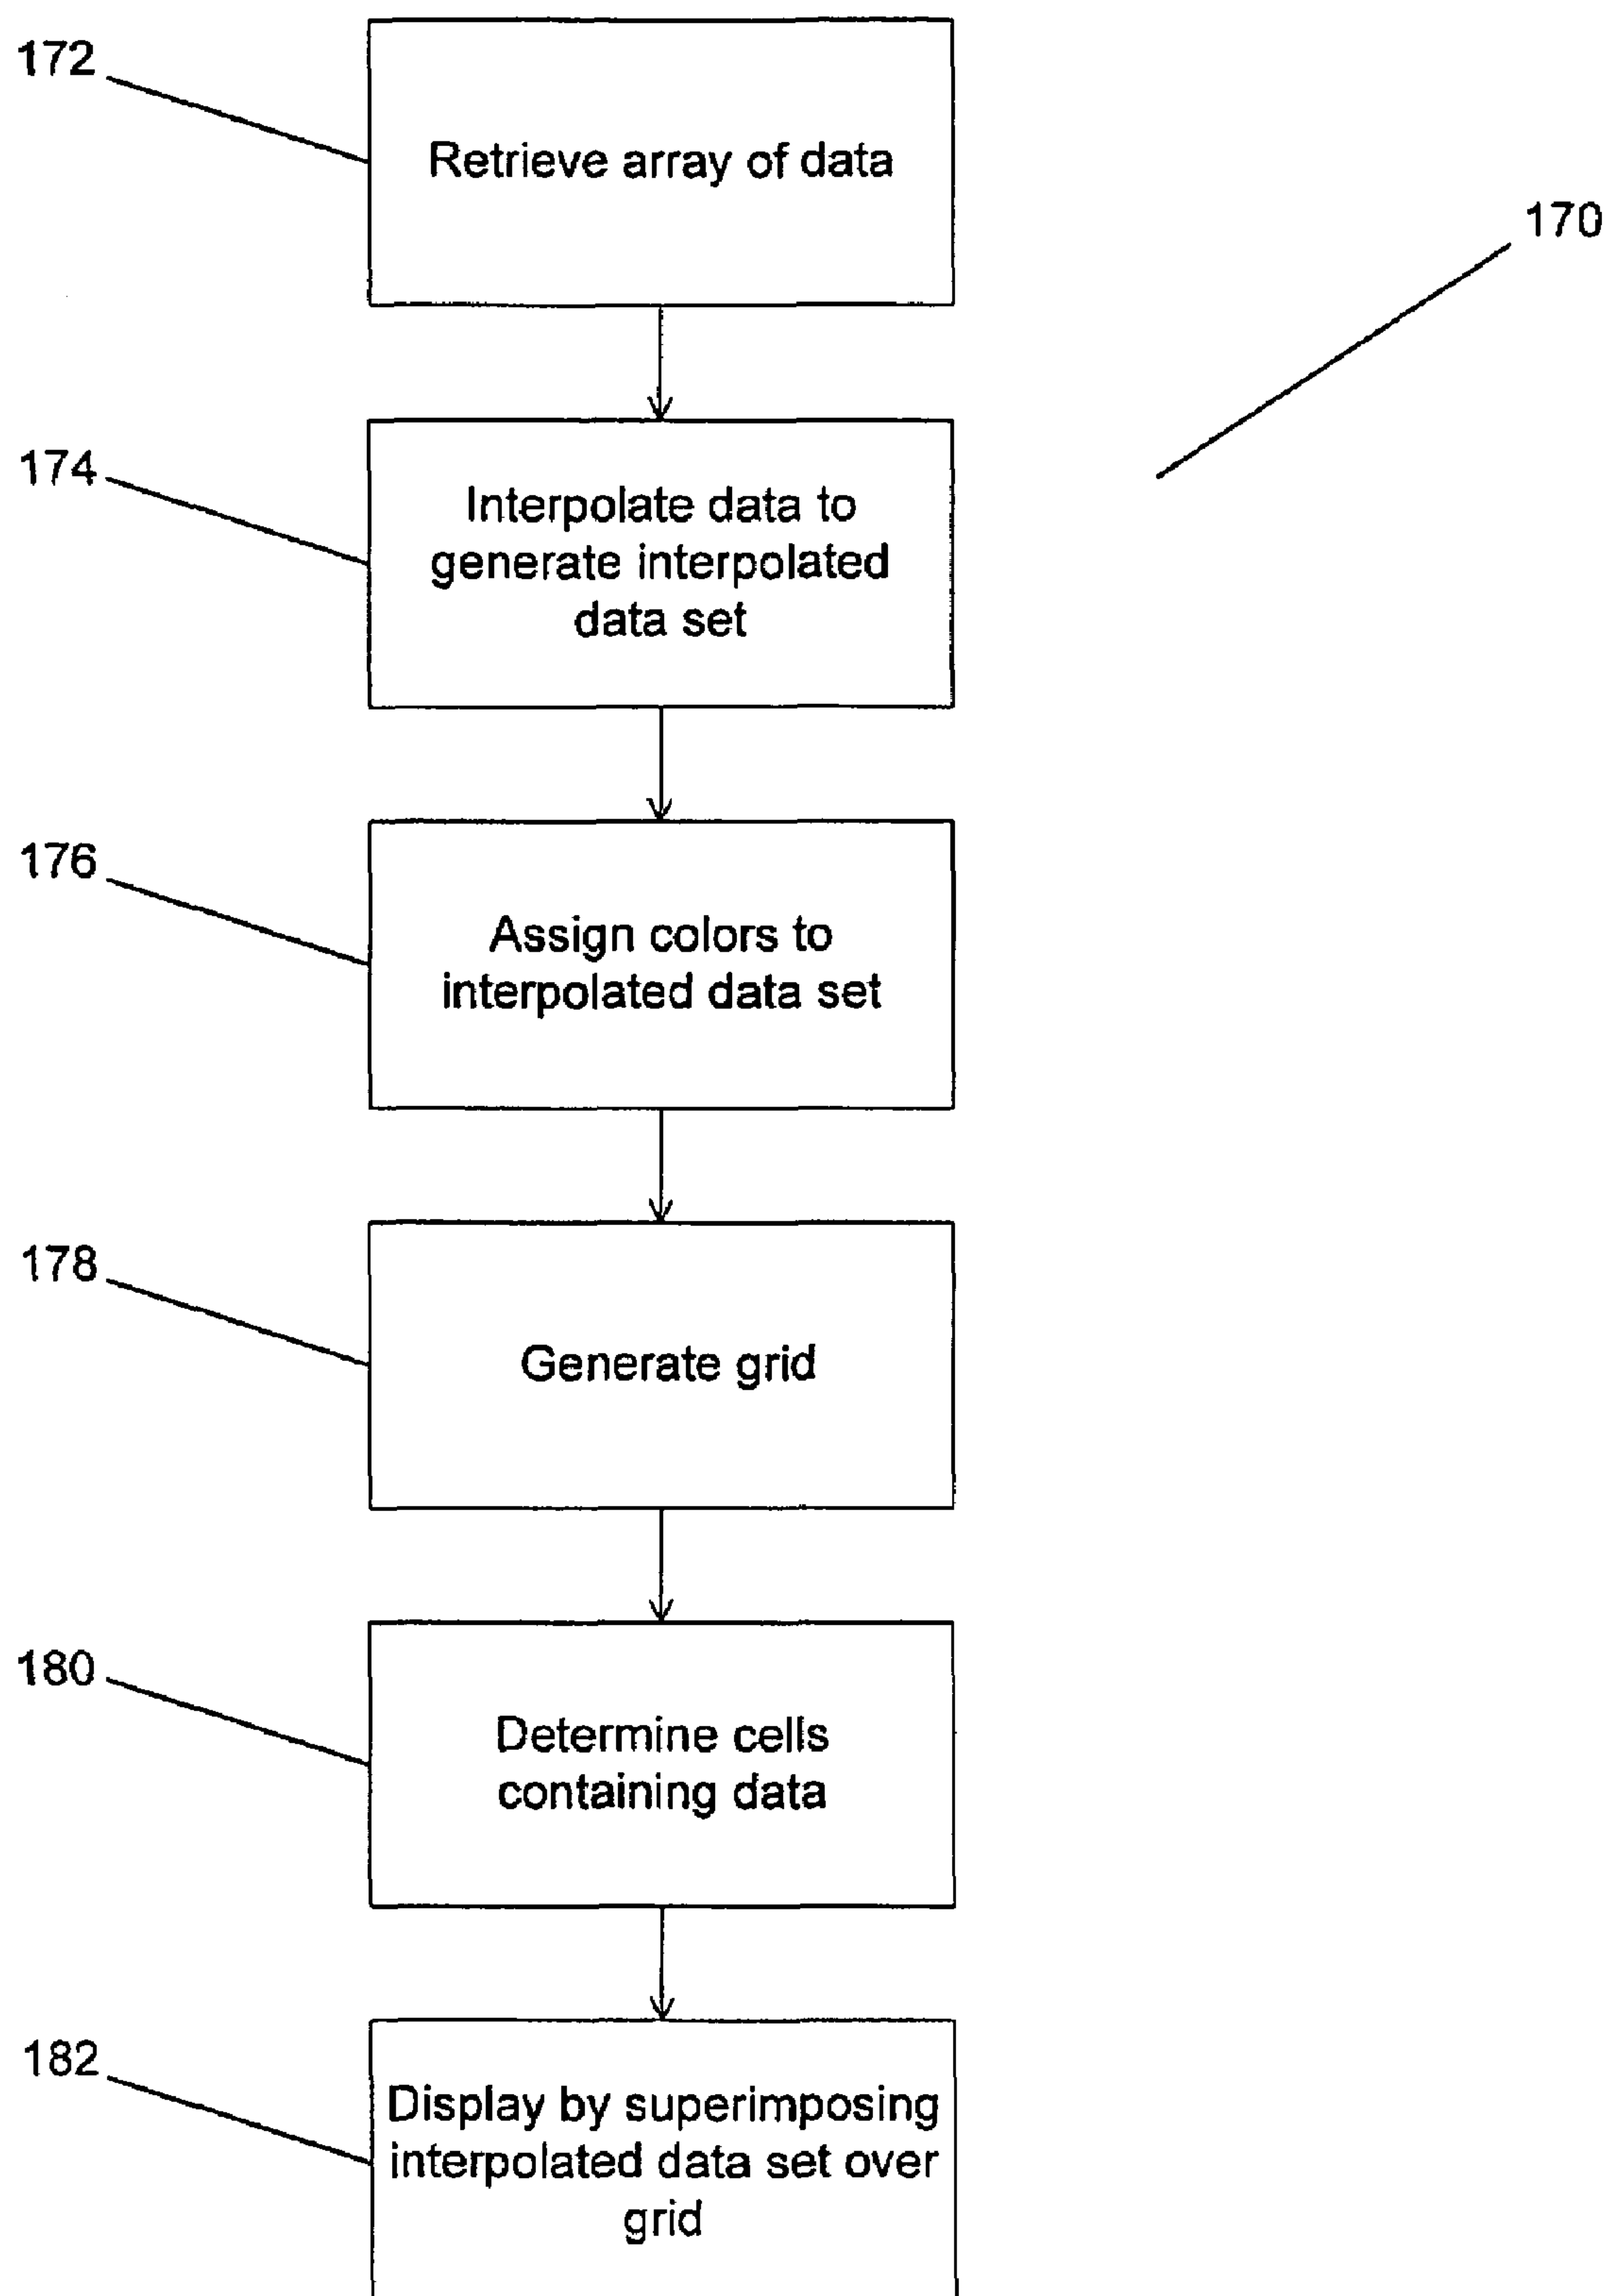 172
Retrieve array of data
170
174
Interpolate data to
generate interpolated
data set
176
Assign colors to
interpolated data set
178
Generate grid
180
Determine cells
containing data
182
Display by superimposing
interpolated data set over
grid